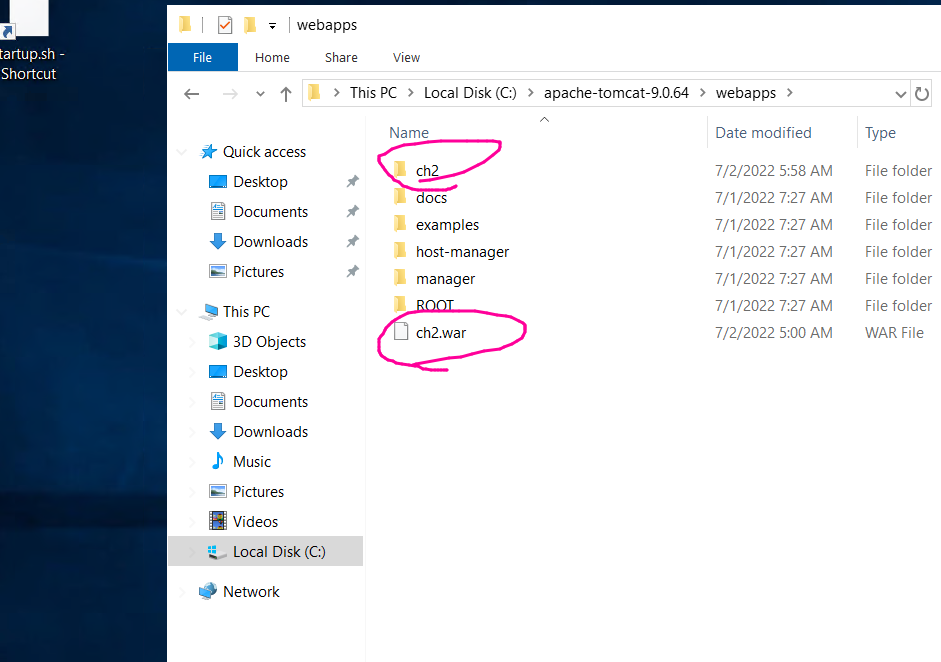 tartup.sh -
Shortcut
webapps
File Home Share View
This PC Local Disk (C:) apache-tomcat-9.0.64 webapps
Name Date modified Type
Quick access
Desktop
Documents
Downloads
Pictures
This PC
3D Objects
Desktop
Documents
Downloads
Music
Pictures
Videos
Local Disk (C:)
Network
ch2 7/2/2022 5:58 AM File folder
docs 7/1/2022 7:27 AM File folder
examples 7/1/2022 7:27 AM File folder
host-manager 7/1/2022 7:27 AM File folder
manager 7/1/2022 7:27 AM File folder
ROOT 7/1/2022 7:27 AM File folder
ch2.war 7/2/2022 5:00 AM WAR File